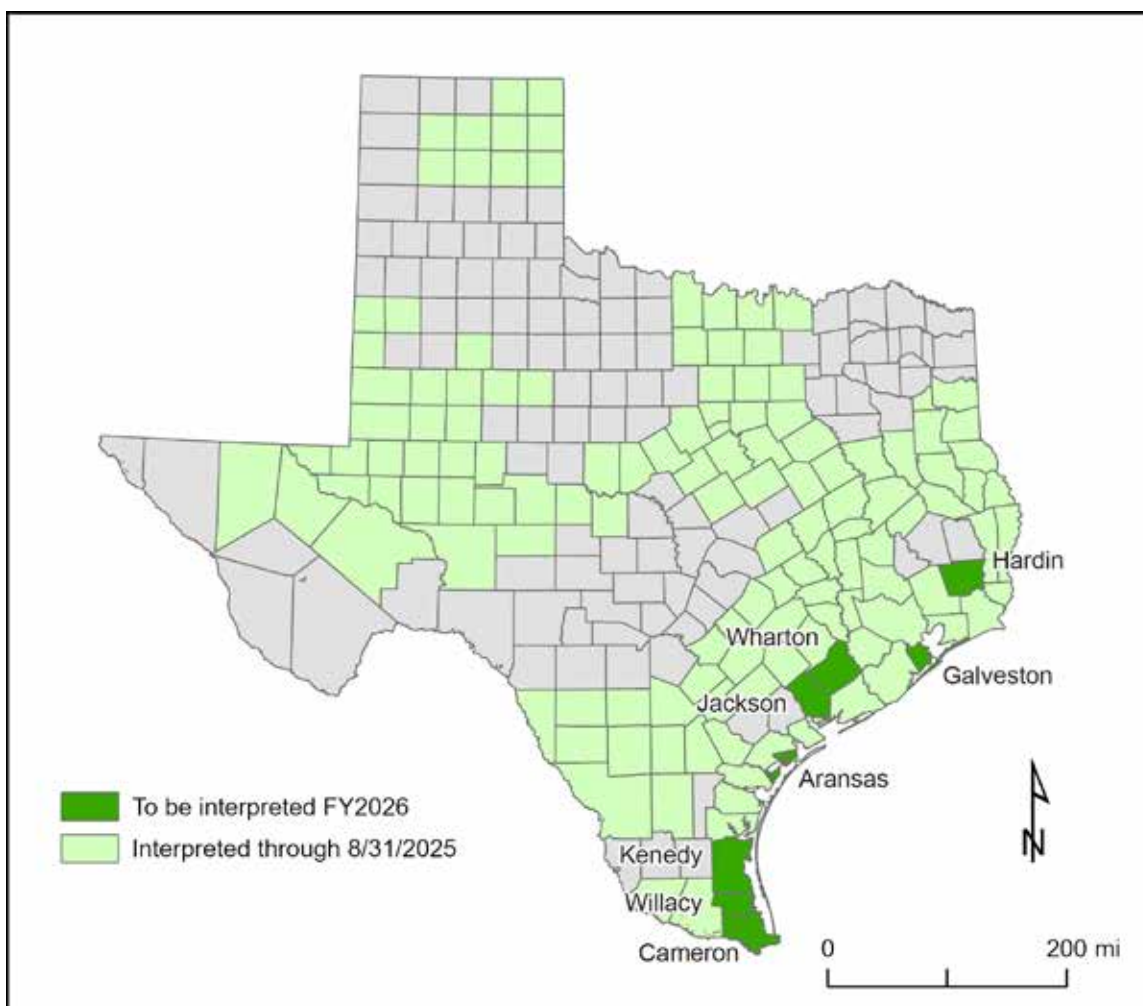 Hardin
Wharton
Galveston
Jackson
Aransas
To be interpreted FY2026
Interpreted through 8/31/2025
Kenedy
Willacy
Cameron
N
0 200 mi